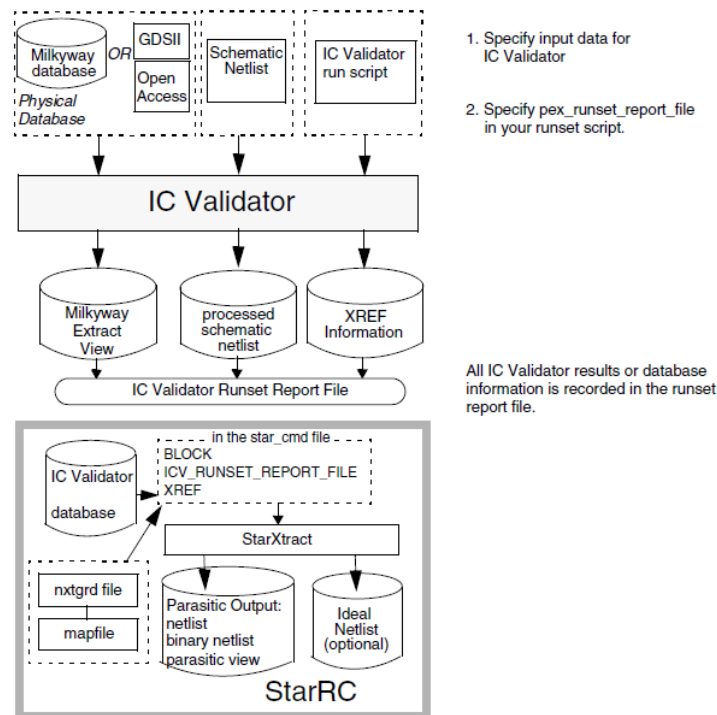 Milkyway
database
OR
GDSII
Open
Access
Physical
Database
Schematic
Netlist
IC Validator
run script
1. Specify input data for
IC Validator
2. Specify pex_runset_report_file
in your runset script.
IC Validator
Milkyway
Extract
View
processed
schematic
netlist
XREF
Information
IC Validator Runset Report File
All IC Validator results or database
information is recorded in the runset
report file.
in the star_cmd file
BLOCK
ICV_RUNSET_REPORT_FILE
XREF
IC Validator
database
StarXtract
nxtgrd file
mapfile
Parasitic Output:
netlist
binary netlist
parasitic view
Ideal
Netlist
(optional)
StarRC